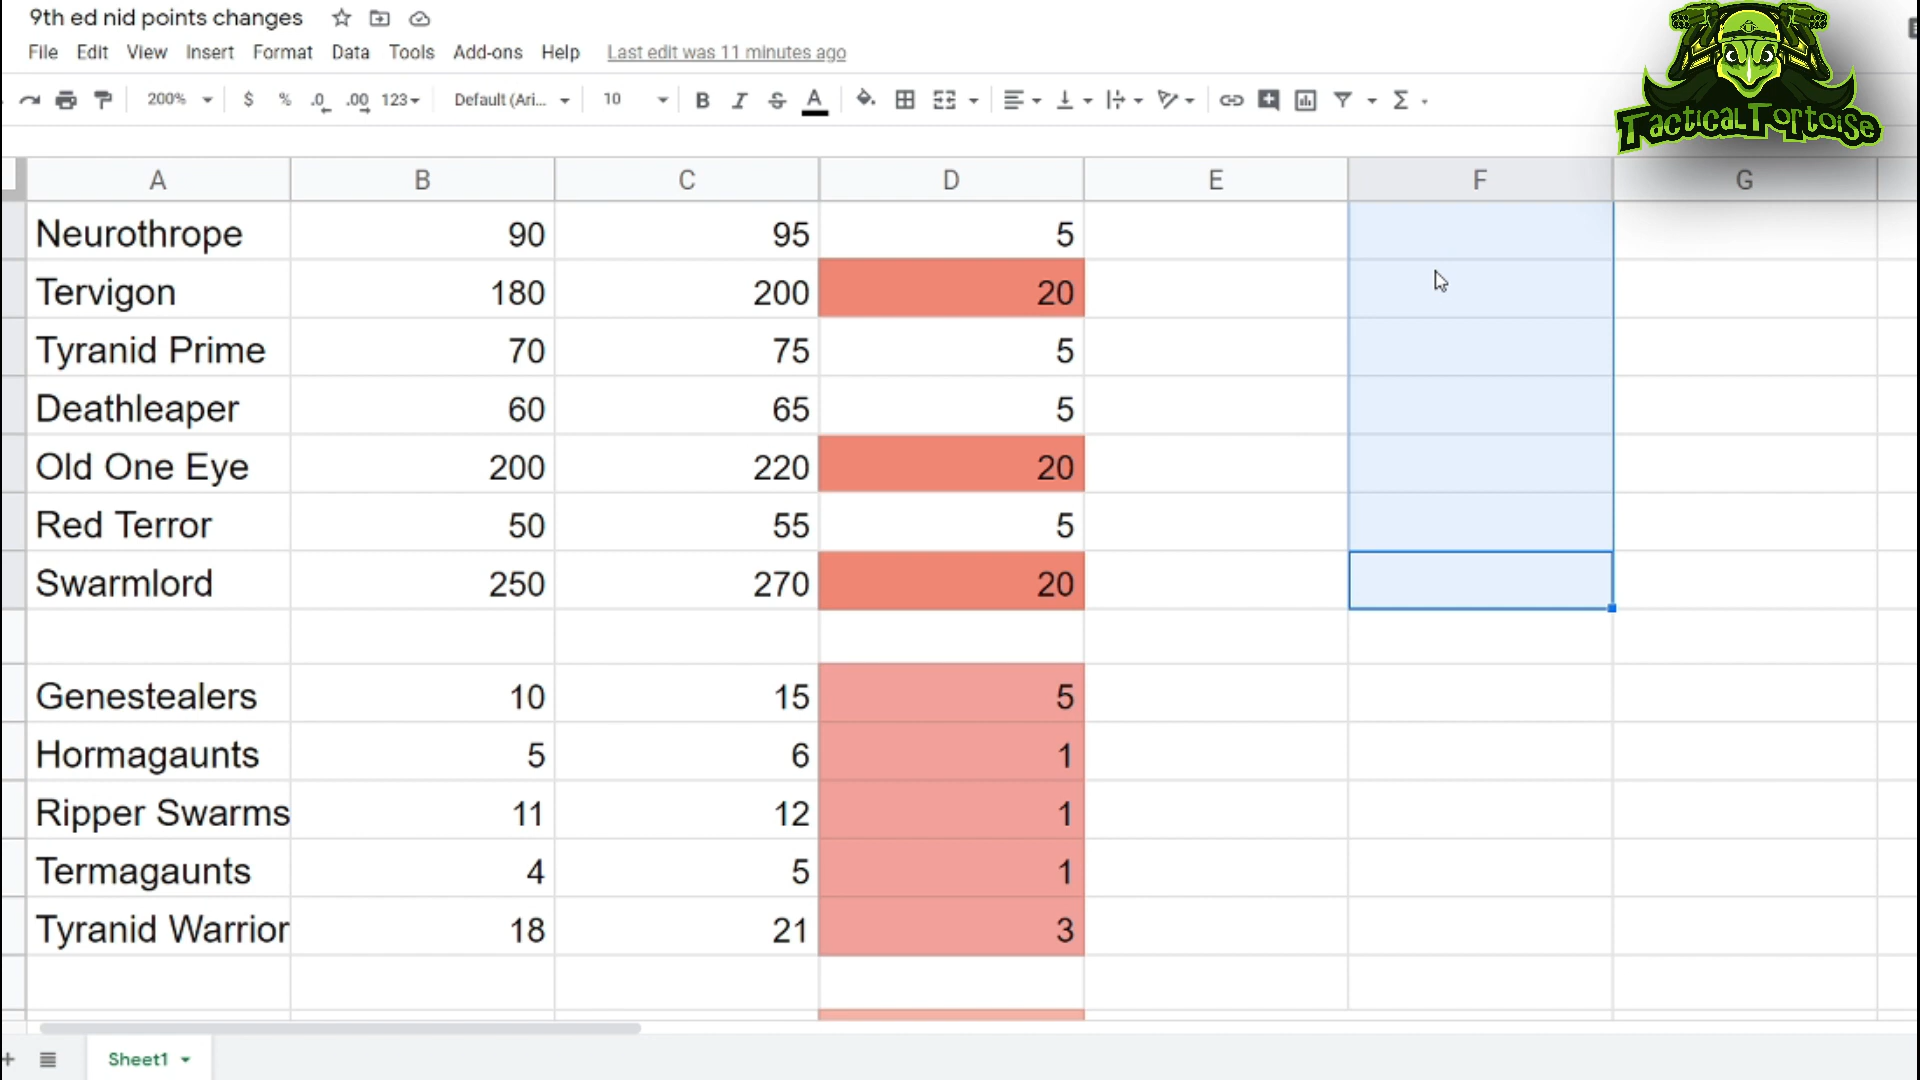 9th ed nid points changes
File Edit View Insert Format Data Tools Add-ons Help Last edit was 11 minutes ago
200% $ % .0 .00 123 Default (Ari... 10 B I S A Σ
TacticalTortoise
A B C D E F G
Neurothrope 90 95 5
Tervigon 180 200 20
Tyranid Prime 70 75 5
Deathleaper 60 65 5
Old One Eye 200 220 20
Red Terror 50 55 5
Swarmlord 250 270 20
Genestealers 10 15 5
Hormagaunts 5 6 1
Ripper Swarms 11 12 1
Termagaunts 4 5 1
Tyranid Warrior 18 21 3
Sheet1